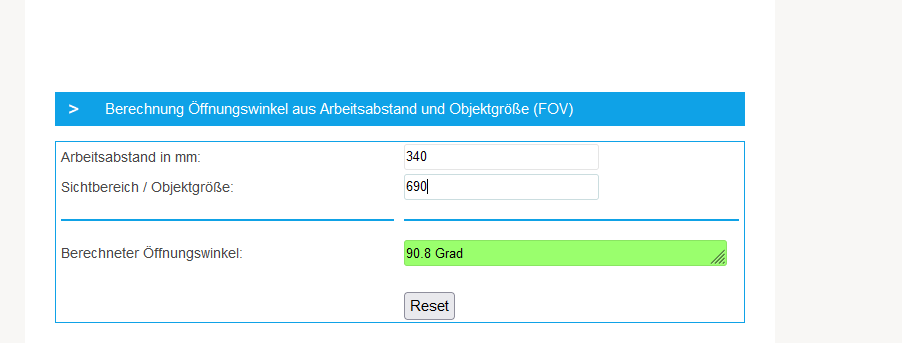 > Berechnung Öffnungswinkel aus Arbeitsabstand und Objektgröße (FOV)
Arbeitsabstand in mm: 340
Sichtbereich / Objektgröße: 690
Berechneter Öffnungswinkel: 90.8 Grad
Reset